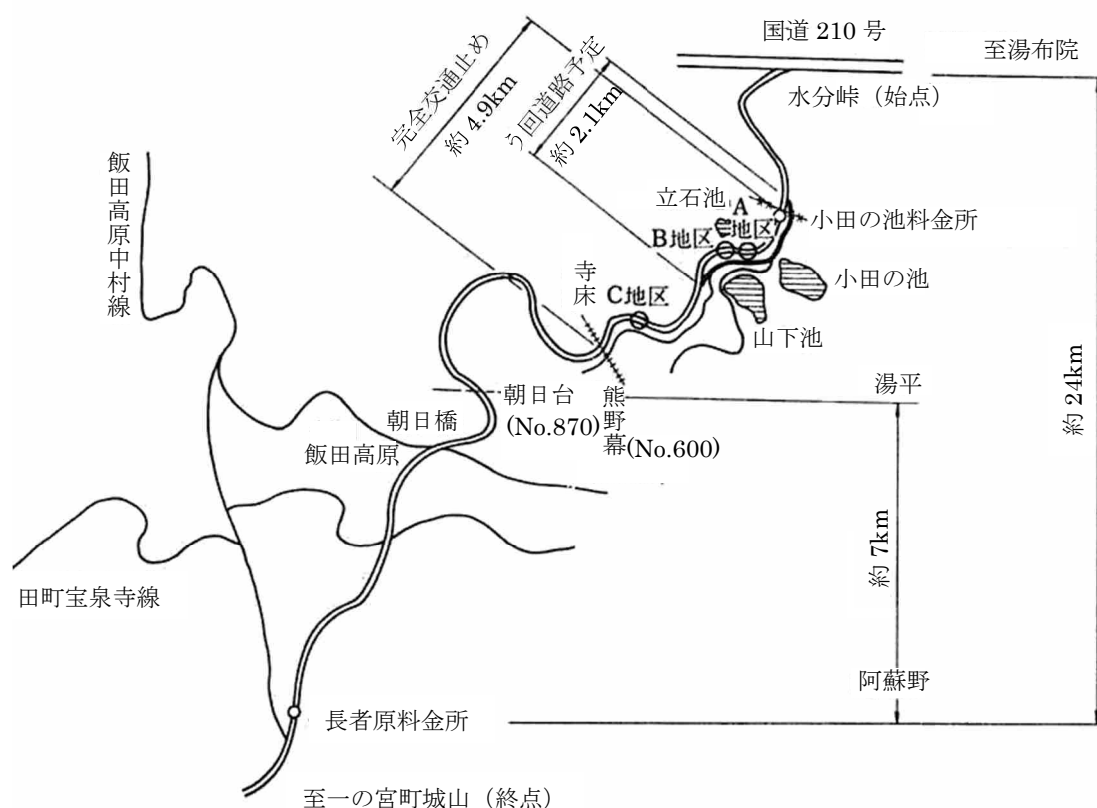 国道 210 号
至湯布院
水分峠（始点）
完全交通止め
約 4.9km
う回道路予定
約 2.1km
飯田高原中村線
立石池
A地区
小田の池料金所
B地区
小田の池
寺床
C地区
山下池
湯平
朝日台
(No.870)
熊野幕
(No.600)
朝日橋
飯田高原
約 24km
約 7km
田町宝泉寺線
阿蘇野
長者原料金所
至一の宮町城山（終点）